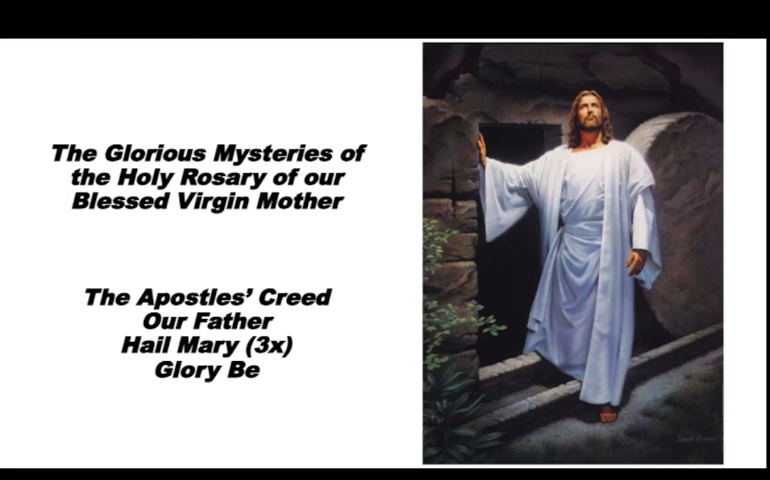 The Glorious Mysteries of
the Holy Rosary of our
Blessed Virgin Mother
The Apostles’ Creed
Our Father
Hail Mary (3x)
Glory Be